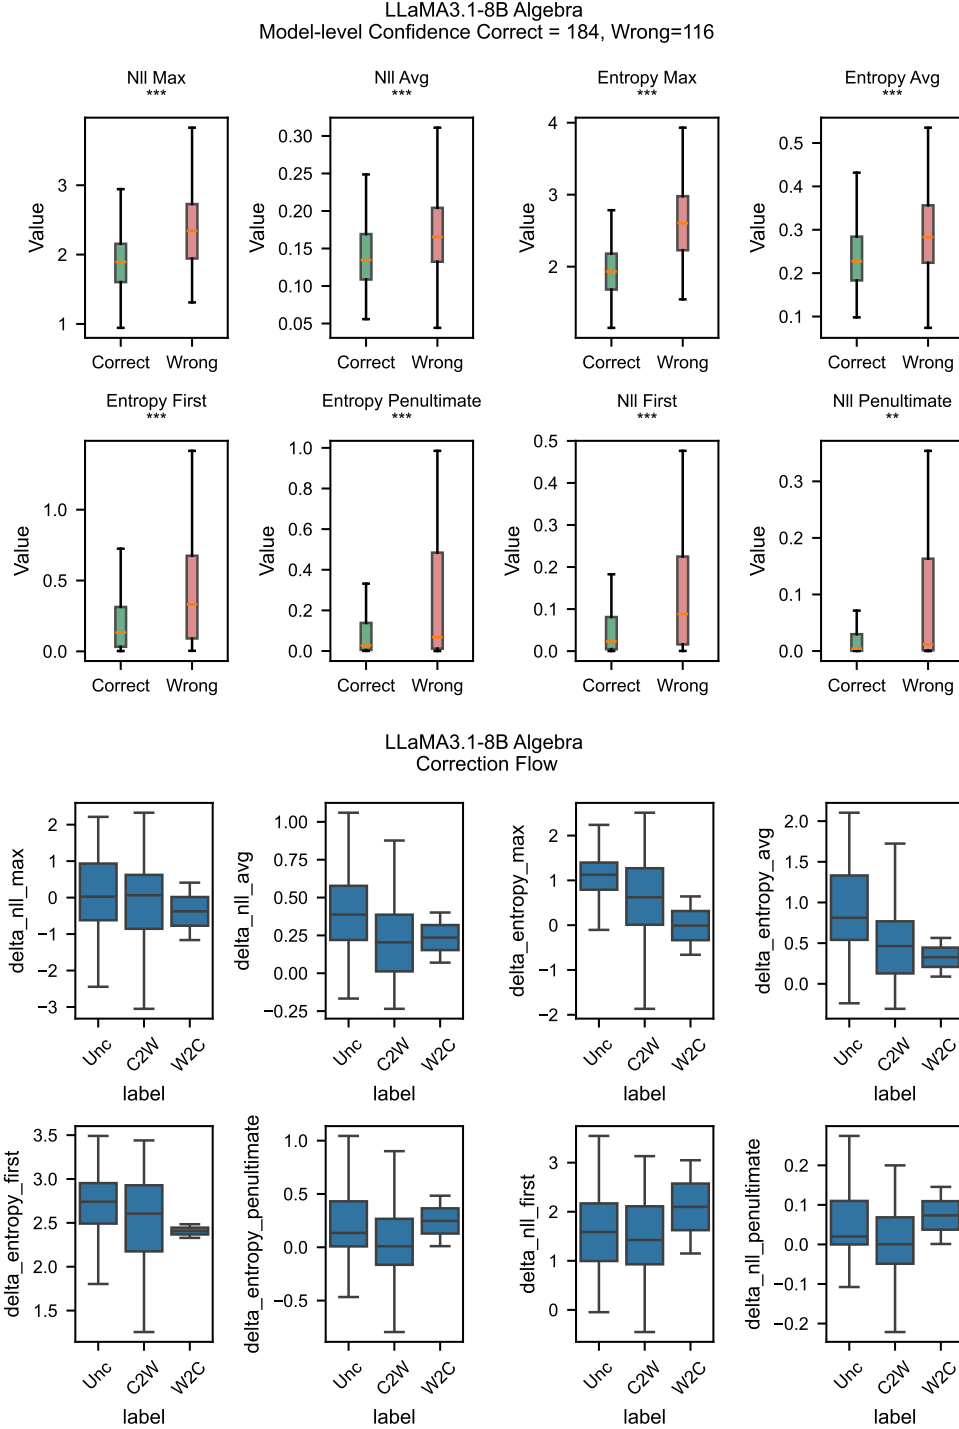 LLaMA3.1-8B Algebra
Model-level Confidence Correct = 184, Wrong=116
Nll Max
***
Nll Avg
***
Entropy Max
***
Entropy Avg
***
Value
3
2
1
Correct Wrong
Value
0.30
0.25
0.20
0.15
0.10
0.05
Correct Wrong
Value
4
3
2
Correct Wrong
Value
0.5
0.4
0.3
0.2
0.1
Correct Wrong
Entropy First
***
Entropy Penultimate
***
Nll First
***
Nll Penultimate
**
Value
1.0
0.5
0.0
Correct Wrong
Value
1.0
0.8
0.6
0.4
0.2
0.0
Correct Wrong
Value
0.5
0.4
0.3
0.2
0.1
0.0
Correct Wrong
Value
0.3
0.2
0.1
0.0
Correct Wrong
LLaMA3.1-8B Algebra
Correction Flow
delta_nll_max
2
1
0
−1
−2
−3
Unc C2W W2C
label
delta_nll_avg
1.00
0.75
0.50
0.25
0.00
−0.25
Unc C2W W2C
label
delta_entropy_max
2
1
0
−1
−2
Unc C2W W2C
label
delta_entropy_avg
2.0
1.5
1.0
0.5
0.0
Unc C2W W2C
label
delta_entropy_first
3.5
3.0
2.5
2.0
1.5
Unc C2W W2C
label
delta_entropy_penultimate
1.0
0.5
0.0
−0.5
Unc C2W W2C
label
delta_nll_first
3
2
1
0
Unc C2W W2C
label
delta_nll_penultimate
0.2
0.1
0.0
−0.1
−0.2
Unc C2W W2C
label